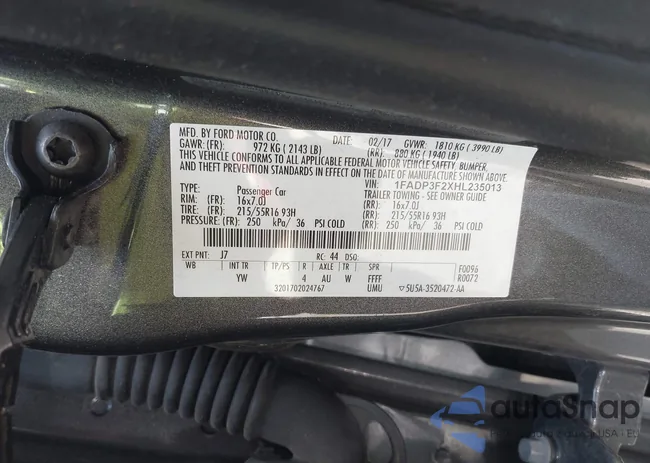 MFD. BY FORD MOTOR CO. DATE: 02/17 GVWR: 1810 KG ( 3990 LB)
GAWR: (FR): 972 KG ( 2143 LB) (RR): 880 KG ( 1940 LB)
THIS VEHICLE CONFORMS TO ALL APPLICABLE FEDERAL MOTOR VEHICLE SAFETY, BUMPER,
AND THEFT PREVENTION STANDARDS IN EFFECT ON THE DATE OF MANUFACTURE SHOWN ABOVE.
VIN: 1FADP3F2XHL235013
TYPE: Passenger Car TRAILER TOWING - SEE OWNER GUIDE
RIM: (FR): 16x7.0J (RR): 16x7.0J
TIRE: (FR): 215/55R16 93H (RR): 215/55R16 93H
PRESSURE: (FR): 250 kPa/ 36 PSI COLD (RR): 250 kPa/ 36 PSI COLD
EXT PNT: J7 RC: 44 DSO:
WB INT TR TP/PS R AXLE TR SPR F0096
YW 4 AU W FFFF R0072
3201702024767 UMU 5U5A-3520472-AA
autoSnap